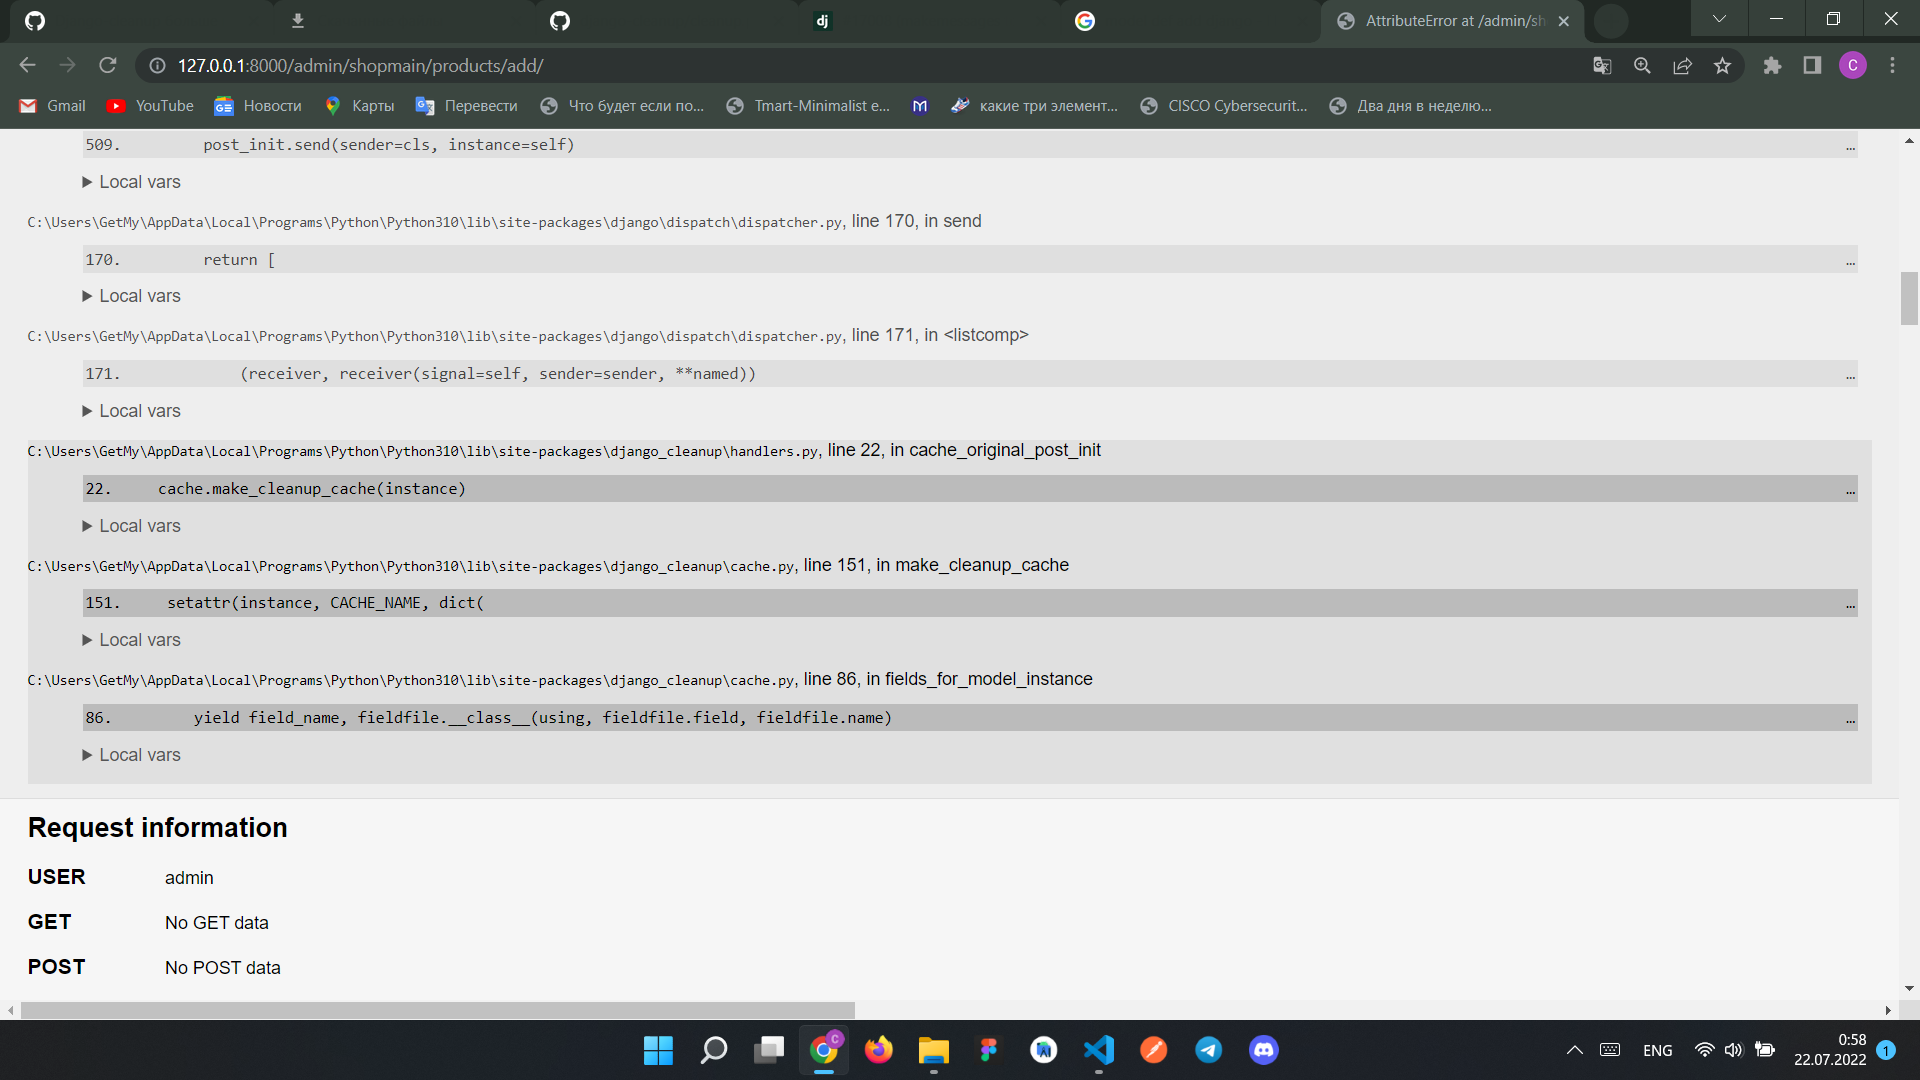 dj
AttributeError at /admin/sh
127.0.0.1:8000/admin/shopmain/products/add/
C
Gmail
YouTube
Новости
Карты
Перевести
Что будет если по...
Tmart-Minimalist e...
какие три элемент...
CISCO Cybersecurit...
Два дня в неделю...
509. post_init.send(sender=cls, instance=self) …
▶ Local vars
C:\Users\GetMy\AppData\Local\Programs\Python\Python310\lib\site-packages\django\dispatch\dispatcher.py, line 170, in send
170. return [ …
▶ Local vars
C:\Users\GetMy\AppData\Local\Programs\Python\Python310\lib\site-packages\django\dispatch\dispatcher.py, line 171, in <listcomp>
171. (receiver, receiver(signal=self, sender=sender, **named)) …
▶ Local vars
C:\Users\GetMy\AppData\Local\Programs\Python\Python310\lib\site-packages\django_cleanup\handlers.py, line 22, in cache_original_post_init
22. cache.make_cleanup_cache(instance) …
▶ Local vars
C:\Users\GetMy\AppData\Local\Programs\Python\Python310\lib\site-packages\django_cleanup\cache.py, line 151, in make_cleanup_cache
151. setattr(instance, CACHE_NAME, dict( …
▶ Local vars
C:\Users\GetMy\AppData\Local\Programs\Python\Python310\lib\site-packages\django_cleanup\cache.py, line 86, in fields_for_model_instance
86. yield field_name, fieldfile.__class__(using, fieldfile.field, fieldfile.name) …
▶ Local vars
Request information
USER admin
GET No GET data
POST No POST data
C
ENG
0:58
22.07.2022
1